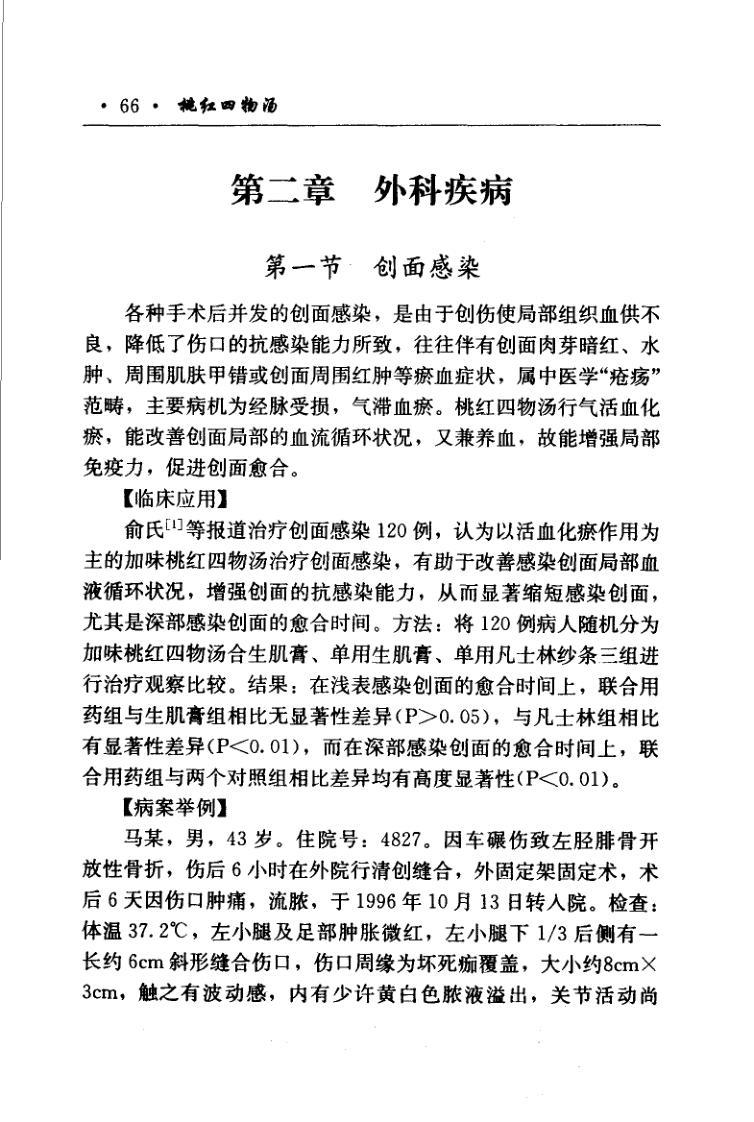 · 66 · 桃红四物汤
第二章 外科疾病
第一节 创面感染
各种手术后并发的创面感染，是由于创伤使局部组织血供不
良，降低了伤口的抗感染能力所致，往往伴有创面肉芽暗红、水
肿、周围肌肤甲错或创面周围红肿等瘀血症状，属中医学“疮疡”
范畴，主要病机为经脉受损，气滞血瘀。桃红四物汤行气活血化
瘀，能改善创面局部的血流循环状况，又兼养血，故能增强局部
免疫力，促进创面愈合。
【临床应用】
俞氏[1]等报道治疗创面感染 120 例，认为以活血化瘀作用为
主的加味桃红四物汤治疗创面感染，有助于改善感染创面局部血
液循环状况，增强创面的抗感染能力，从而显著缩短感染创面，
尤其是深部感染创面的愈合时间。方法：将 120 例病人随机分为
加味桃红四物汤合生肌膏、单用生肌膏、单用凡士林纱条三组进
行治疗观察比较。结果：在浅表感染创面的愈合时间上，联合用
药组与生肌膏组相比无显著性差异(P>0.05)，与凡士林组相比
有显著性差异(P<0.01)，而在深部感染创面的愈合时间上，联
合用药组与两个对照组相比差异均有高度显著性(P<0.01)。
【病案举例】
马某，男，43 岁。住院号：4827。因车碾伤致左胫腓骨开
放性骨折，伤后 6 小时在外院行清创缝合，外固定架固定术，术
后 6 天因伤口肿痛，流脓，于 1996 年 10 月 13 日转入院。检查：
体温 37.2℃，左小腿及足部肿胀微红，左小腿下 1/3 后侧有一
长约 6cm 斜形缝合伤口，伤口周缘为坏死痂覆盖，大小约8cm×
3cm，触之有波动感，内有少许黄白色脓液溢出，关节活动尚